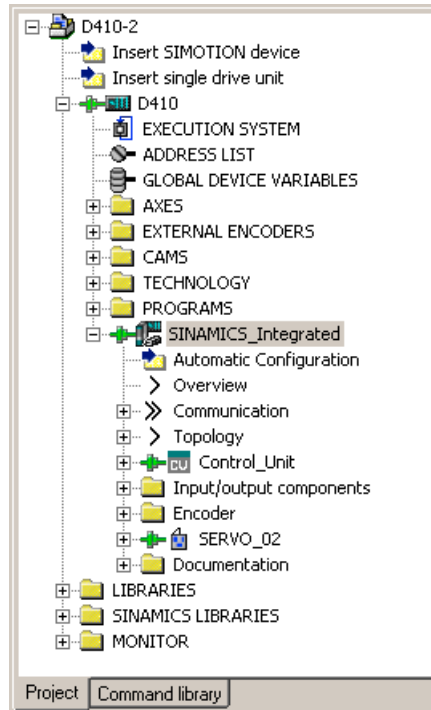 D410-2
Insert SIMOTION device
Insert single drive unit
D410
EXECUTION SYSTEM
ADDRESS LIST
GLOBAL DEVICE VARIABLES
AXES
EXTERNAL ENCODERS
CAMS
TECHNOLOGY
PROGRAMS
SINAMICS_Integrated
Automatic Configuration
Overview
Communication
Topology
CU Control_Unit
Input/output components
Encoder
SERVO_02
Documentation
LIBRARIES
SINAMICS LIBRARIES
MONITOR
Project Command library